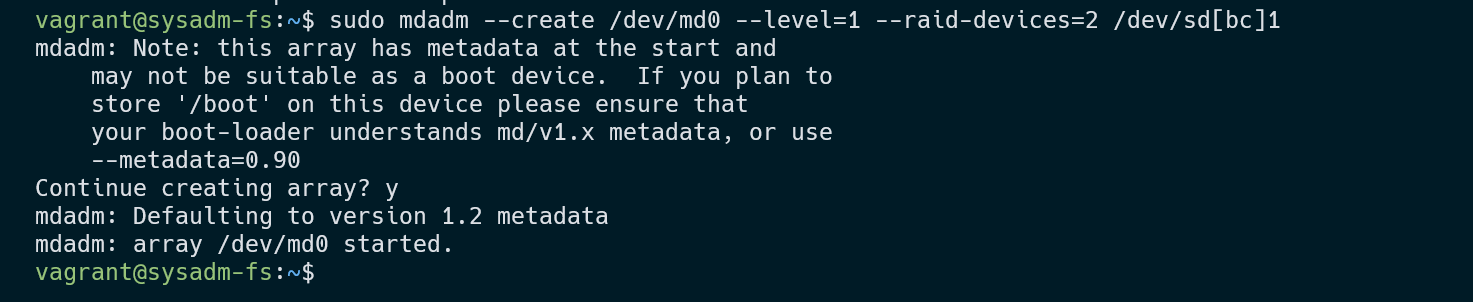 vagrant@sysadm-fs:~$ sudo mdadm --create /dev/md0 --level=1 --raid-devices=2 /dev/sd[bc]1
mdadm: Note: this array has metadata at the start and
    may not be suitable as a boot device.  If you plan to
    store '/boot' on this device please ensure that
    your boot-loader understands md/v1.x metadata, or use
    --metadata=0.90
Continue creating array? y
mdadm: Defaulting to version 1.2 metadata
mdadm: array /dev/md0 started.
vagrant@sysadm-fs:~$